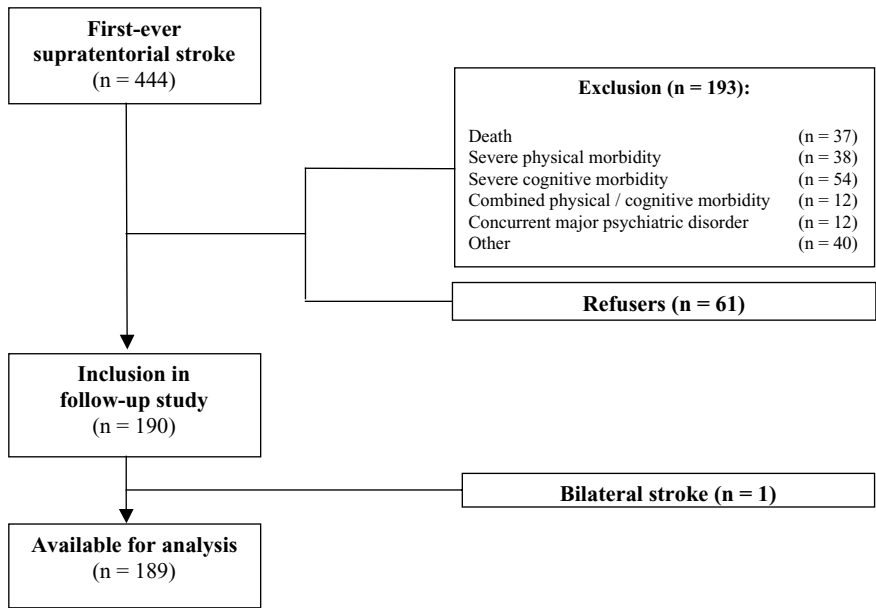 First-ever
supratentorial stroke
(n = 444)
Exclusion (n = 193):
Death (n = 37)
Severe physical morbidity (n = 38)
Severe cognitive morbidity (n = 54)
Combined physical / cognitive morbidity (n = 12)
Concurrent major psychiatric disorder (n = 12)
Other (n = 40)
Refusers (n = 61)
Inclusion in
follow-up study
(n = 190)
Bilateral stroke (n = 1)
Available for analysis
(n = 189)